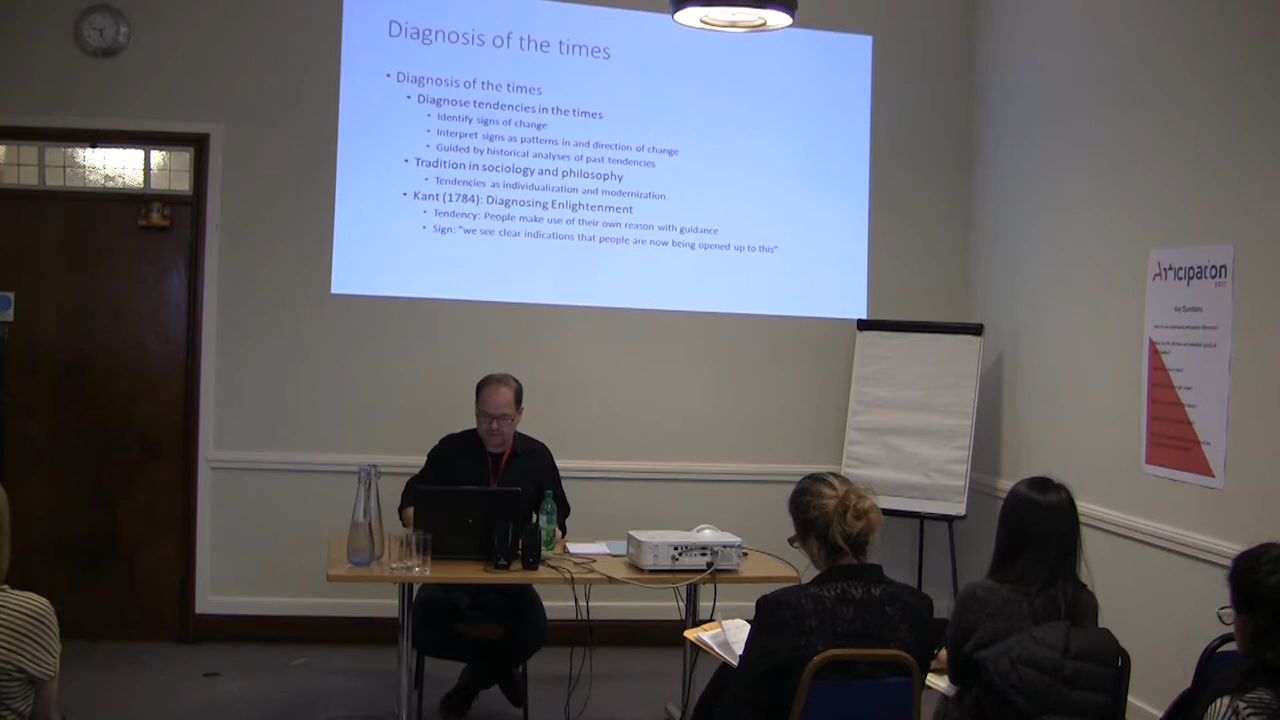 Diagnosis of the times
• Diagnosis of the times
• Diagnose tendencies in the times
• Identify signs of change
• Interpret signs as patterns in and direction of change
• Guided by historical analyses of past tendencies
• Tradition in sociology and philosophy
• Tendencies as individualization and modernization
• Kant (1784): Diagnosing Enlightenment
• Tendency: People make use of their own reason with guidance
• Sign: "we see clear indications that people are now being opened up to this"
Anticipation
2017
Key Questions